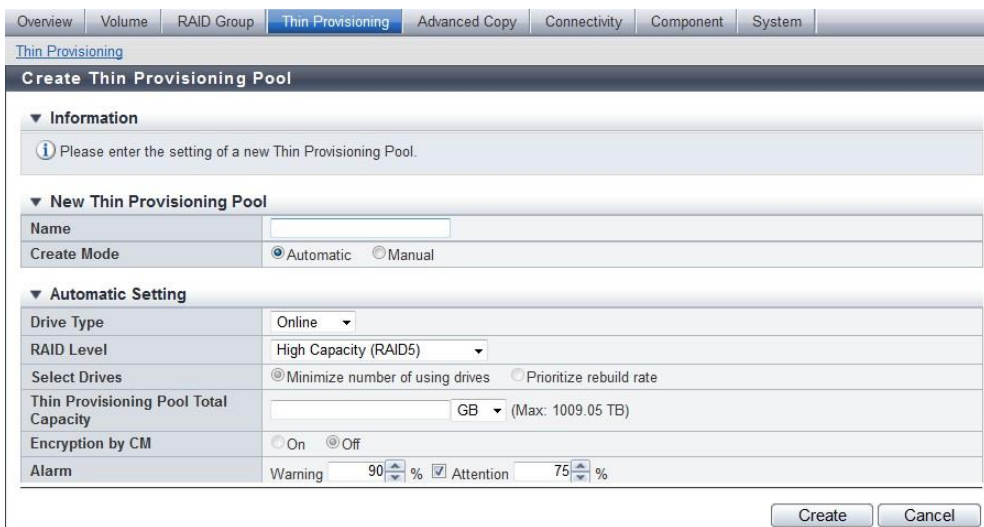 Overview Volume RAID Group Thin Provisioning Advanced Copy Connectivity Component System
Thin Provisioning
Create Thin Provisioning Pool
Information
Please enter the setting of a new Thin Provisioning Pool.
New Thin Provisioning Pool
Name
Create Mode Automatic Manual
Automatic Setting
Drive Type Online
RAID Level High Capacity (RAID5)
Select Drives Minimize number of using drives Prioritize rebuild rate
Thin Provisioning Pool Total
Capacity GB (Max: 1009.05 TB)
Encryption by CM On Off
Alarm Warning 90 % Attention 75 %
Create Cancel